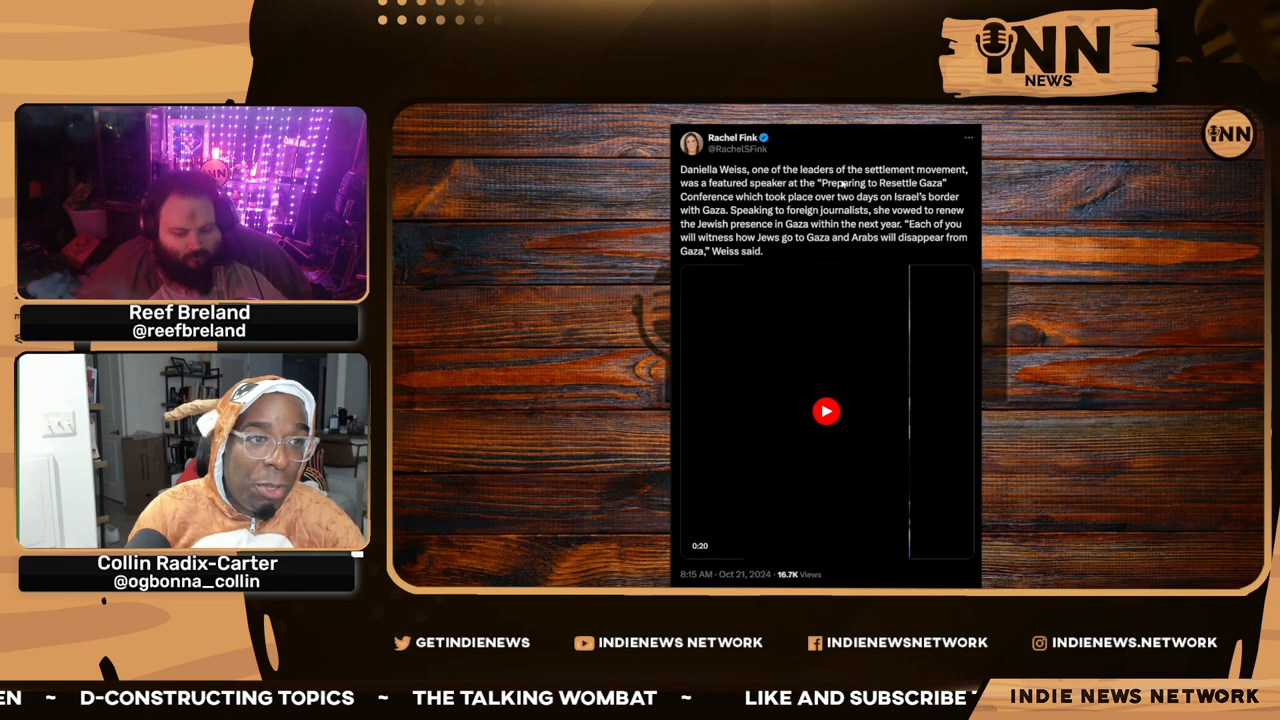 INN
NEWS
INN
Reef Breland
@reefbreland
Collin Radix-Carter
@ogbonna_collin
Rachel Fink
@RachelSFink
Daniella Weiss, one of the leaders of the settlement movement,
was a featured speaker at the “Preparing to Resettle Gaza”
Conference which took place over two days on Israel’s border
with Gaza. Speaking to foreign journalists, she vowed to renew
the Jewish presence in Gaza within the next year. “Each of you
will witness how Jews go to Gaza and Arabs will disappear from
Gaza,” Weiss said.
0:20
8:15 AM · Oct 21, 2024 · 16.7K Views
GETINDIENEWS
INDIENEWS NETWORK
INDIENEWSNETWORK
INDIENEWS.NETWORK
EN ~ D-CONSTRUCTING TOPICS ~ THE TALKING WOMBAT ~ LIKE AND SUBSCRIBE
INDIE NEWS NETWORK